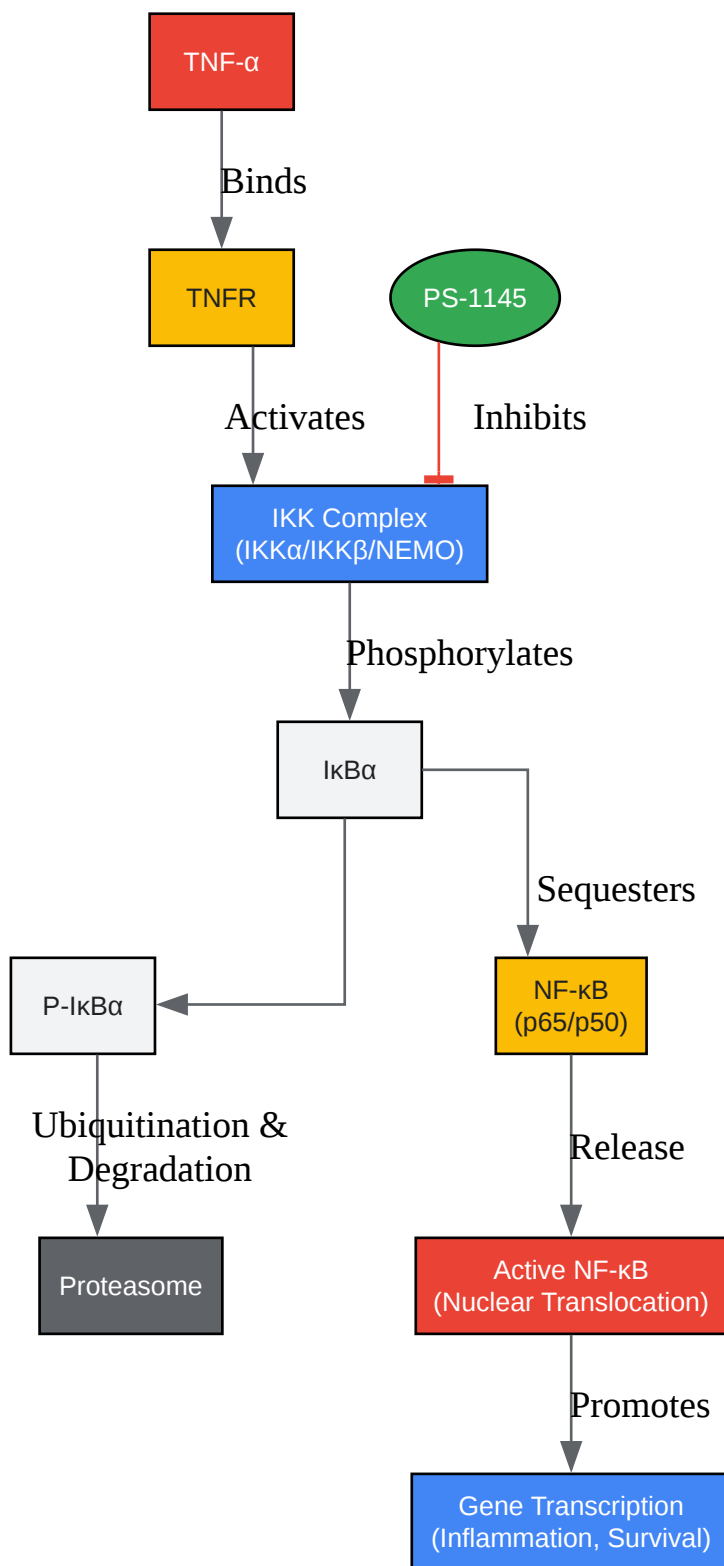 TNF-α
Binds
TNFR
PS-1145
Activates
Inhibits
IKK Complex
(IKKα/IKKβ/NEMO)
Phosphorylates
IκBα
Sequesters
P-IκBα
NF-κB
(p65/p50)
Ubiquitination &
Degradation
Release
Proteasome
Active NF-κB
(Nuclear Translocation)
Promotes
Gene Transcription
(Inflammation, Survival)